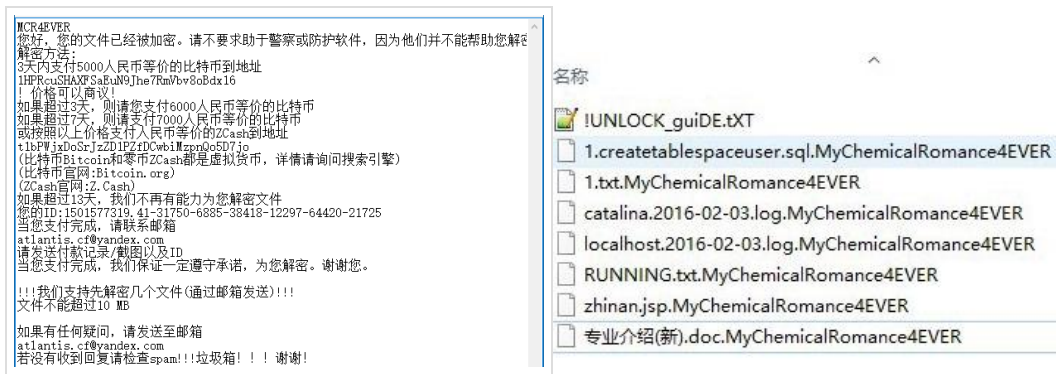 MCR4EVER
您好，您的文件已经被加密。请不要求助于警察或防护软件，因为他们并不能帮助您解密
解密方法:
3天内支付5000人民币等价的比特币到地址
1HPRcuSHAXFSaEuN9Jhe7RmVbv8oBdx16
！价格可以商议！
如果超过3天，则请您支付6000人民币等价的比特币
如果超过7天，则请您支付7000人民币等价的比特币
或按照以上价格支付人民币等价的ZCash到地址
t1bPWjxDoSrJzZD1PZfDCwbiMzpnQo5D7jo
(比特币Bitcoin和零币ZCash都是虚拟货币，详情请询问搜索引擎)
(比特币官网:Bitcoin.org)
(ZCash官网:Z.Cash)
如果超过13天，我们不再有能力为您解密文件
您的ID:1501577319.41-31750-6885-38418-12297-64420-21725
当您支付完成，请联系邮箱
atlantis.cf@yandex.com
请发送付款记录/截图以及ID
当您支付完成，我们保证一定遵守承诺，为您解密。谢谢您。
!!!我们支持先解密几个文件(通过邮箱发送)!!!
文件不能超过10 MB
如果有任何疑问，请发送至邮箱
atlantis.cf@yandex.com
若没有收到回复请检查spam!!!垃圾箱！！！谢谢！
名称
!UNLOCK_guiDE.tXT
1.createtablespaceuser.sql.MyChemicalRomance4EVER
1.txt.MyChemicalRomance4EVER
catalina.2016-02-03.log.MyChemicalRomance4EVER
localhost.2016-02-03.log.MyChemicalRomance4EVER
RUNNING.txt.MyChemicalRomance4EVER
zhinan.jsp.MyChemicalRomance4EVER
专业介绍(新).doc.MyChemicalRomance4EVER